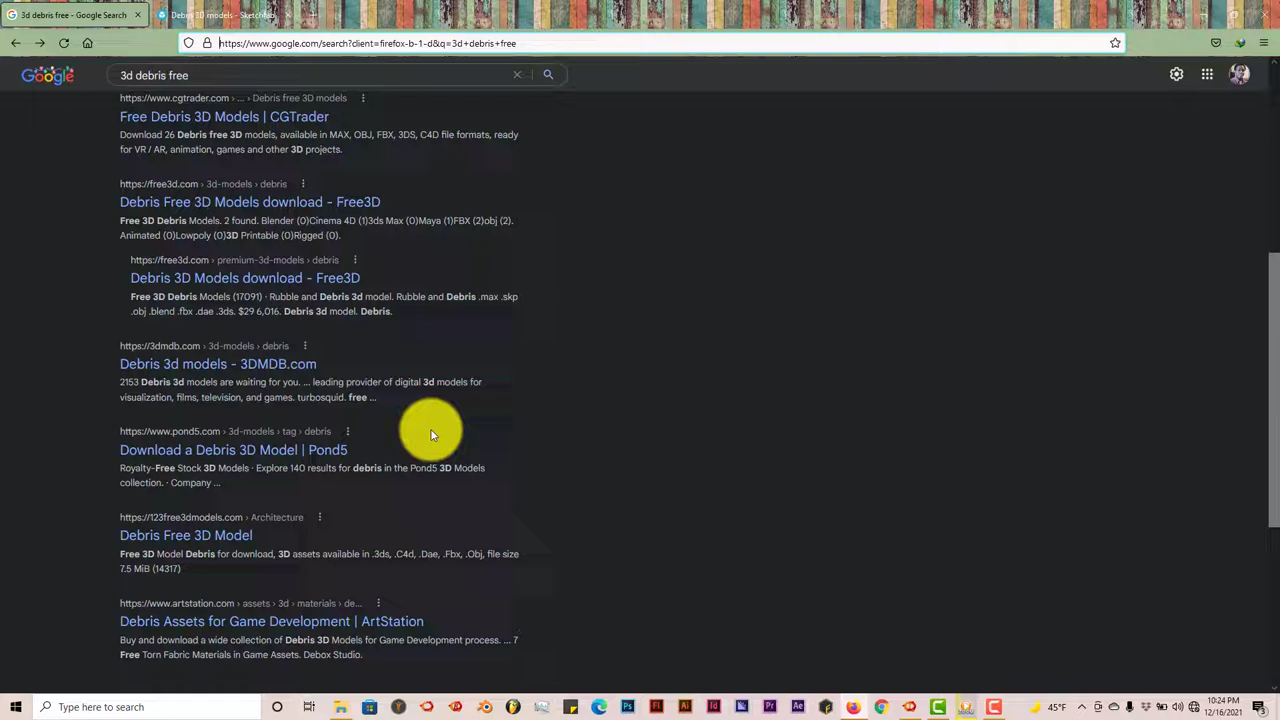 3d debris free - Google Search
Debris 3D models - Sketchfab
https://www.google.com/search?client=firefox-b-1-d&q=3d+debris+free
Google
3d debris free
https://www.cgtrader.com › ... › Debris free 3D models
Free Debris 3D Models | CGTrader
Download 26 Debris free 3D models, available in MAX, OBJ, FBX, 3DS, C4D file formats, ready
for VR / AR, animation, games and other 3D projects.
https://free3d.com › 3d-models › debris
Debris Free 3D Models download - Free3D
Free 3D Debris Models. 2 found. Blender (0)Cinema 4D (1)3ds Max (0)Maya (1)FBX (2)obj (2).
Animated (0)Lowpoly (0)3D Printable (0)Rigged (0).
https://free3d.com › premium-3d-models › debris
Debris 3D Models download - Free3D
Free 3D Debris Models (17091) · Rubble and Debris 3d model. Rubble and Debris .max .skp
.obj .blend .fbx .dae .3ds. $29 6,016. Debris 3d model. Debris.
https://3dmdb.com › 3d-models › debris
Debris 3d models - 3DMDB.com
2153 Debris 3d models are waiting for you. ... leading provider of digital 3d models for
visualization, films, television, and games. turbosquid. free ...
https://www.pond5.com › 3d-models › tag › debris
Download a Debris 3D Model | Pond5
Royalty-Free Stock 3D Models · Explore 140 results for debris in the Pond5 3D Models
collection. · Company ...
https://123free3dmodels.com › Architecture
Debris Free 3D Model
Free 3D Model Debris for download, 3D assets available in .3ds, .C4d, .Dae, .Fbx, .Obj, file size
7.5 MiB (14317)
https://www.artstation.com › assets › 3d › materials › de...
Debris Assets for Game Development | ArtStation
Buy and download a wide collection of Debris 3D Models for Game Development process. ... 7
Free Torn Fabric Materials in Game Assets. Debox Studio.
Type here to search
Ps
Fl
Ai
Id
Pr
Ae
45°F
10:24 PM
12/16/2021
3